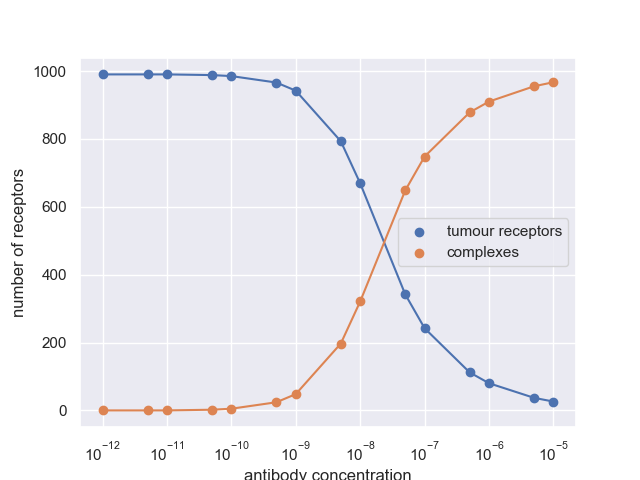 1000
800
600
400
200
0
number of receptors
tumour receptors
complexes
10⁻¹² 10⁻¹¹ 10⁻¹⁰ 10⁻⁹ 10⁻⁸ 10⁻⁷ 10⁻⁶ 10⁻⁵
antibody concentration